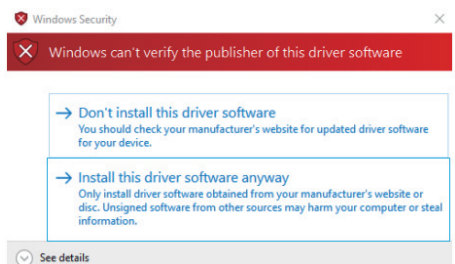 Windows Security
Windows can't verify the publisher of this driver software
Don't install this driver software
You should check your manufacturer's website for updated driver software
for your device.
Install this driver software anyway
Only install driver software obtained from your manufacturer's website or
disc. Unsigned software from other sources may harm your computer or steal
information.
See details